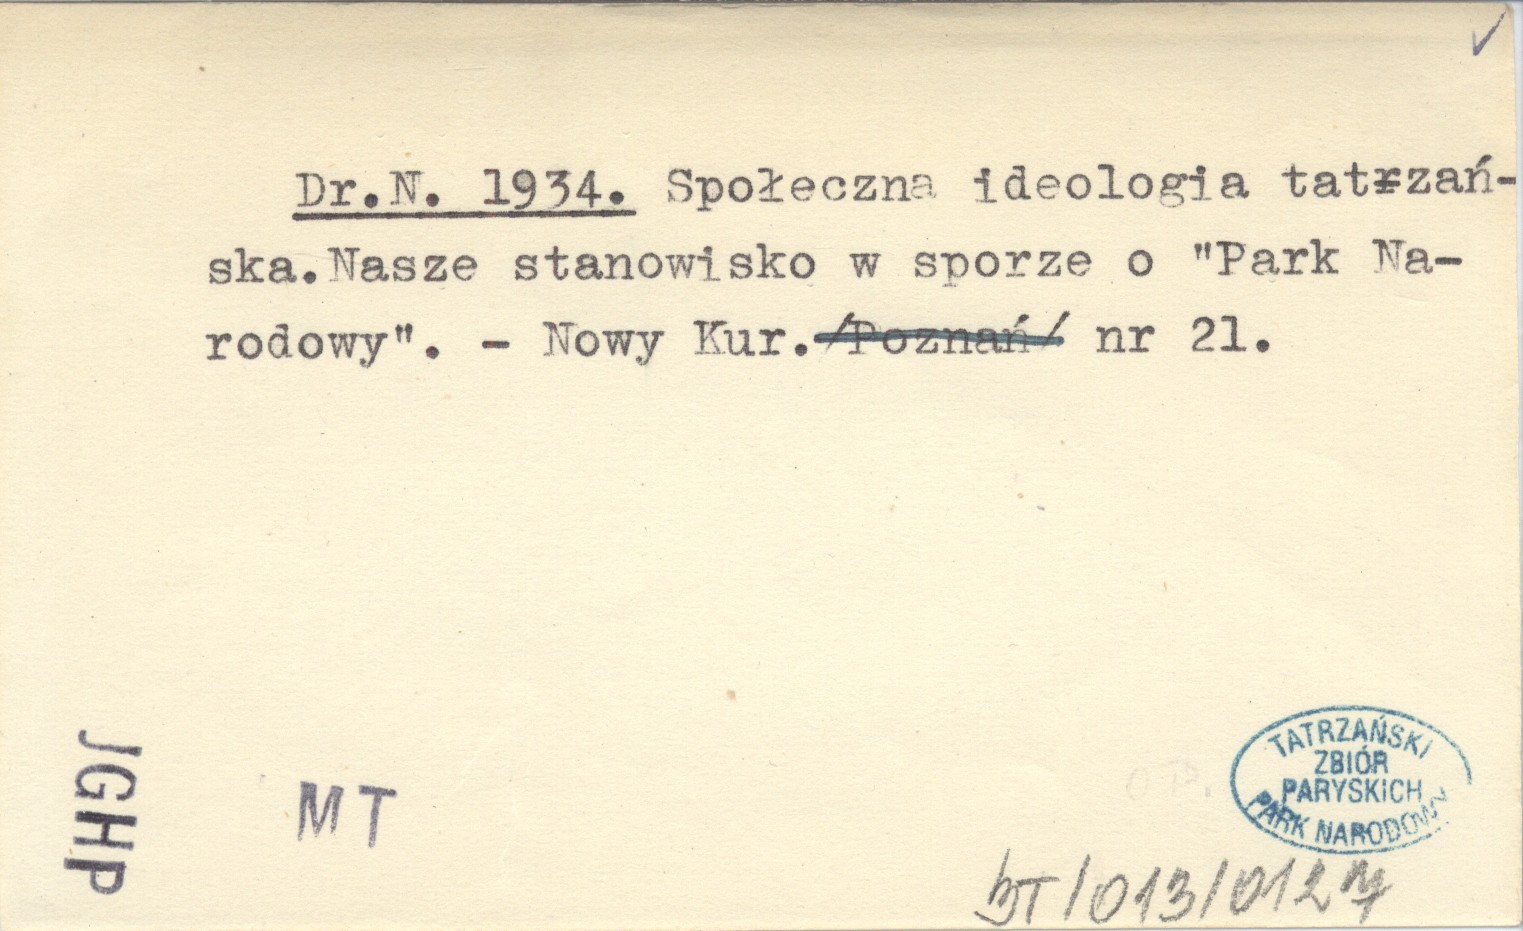 Dr.N. 1934. Społeczna ideologia tatrzań-
ska.Nasze stanowisko w sporze o "Park Na-
rodowy". - Nowy Kur./Poznań/ nr 21.
JGHP
MT
TATRZAŃSKI
ZBIÓR
PARYSKICH
PARK NARODOWY
BT/013/0127